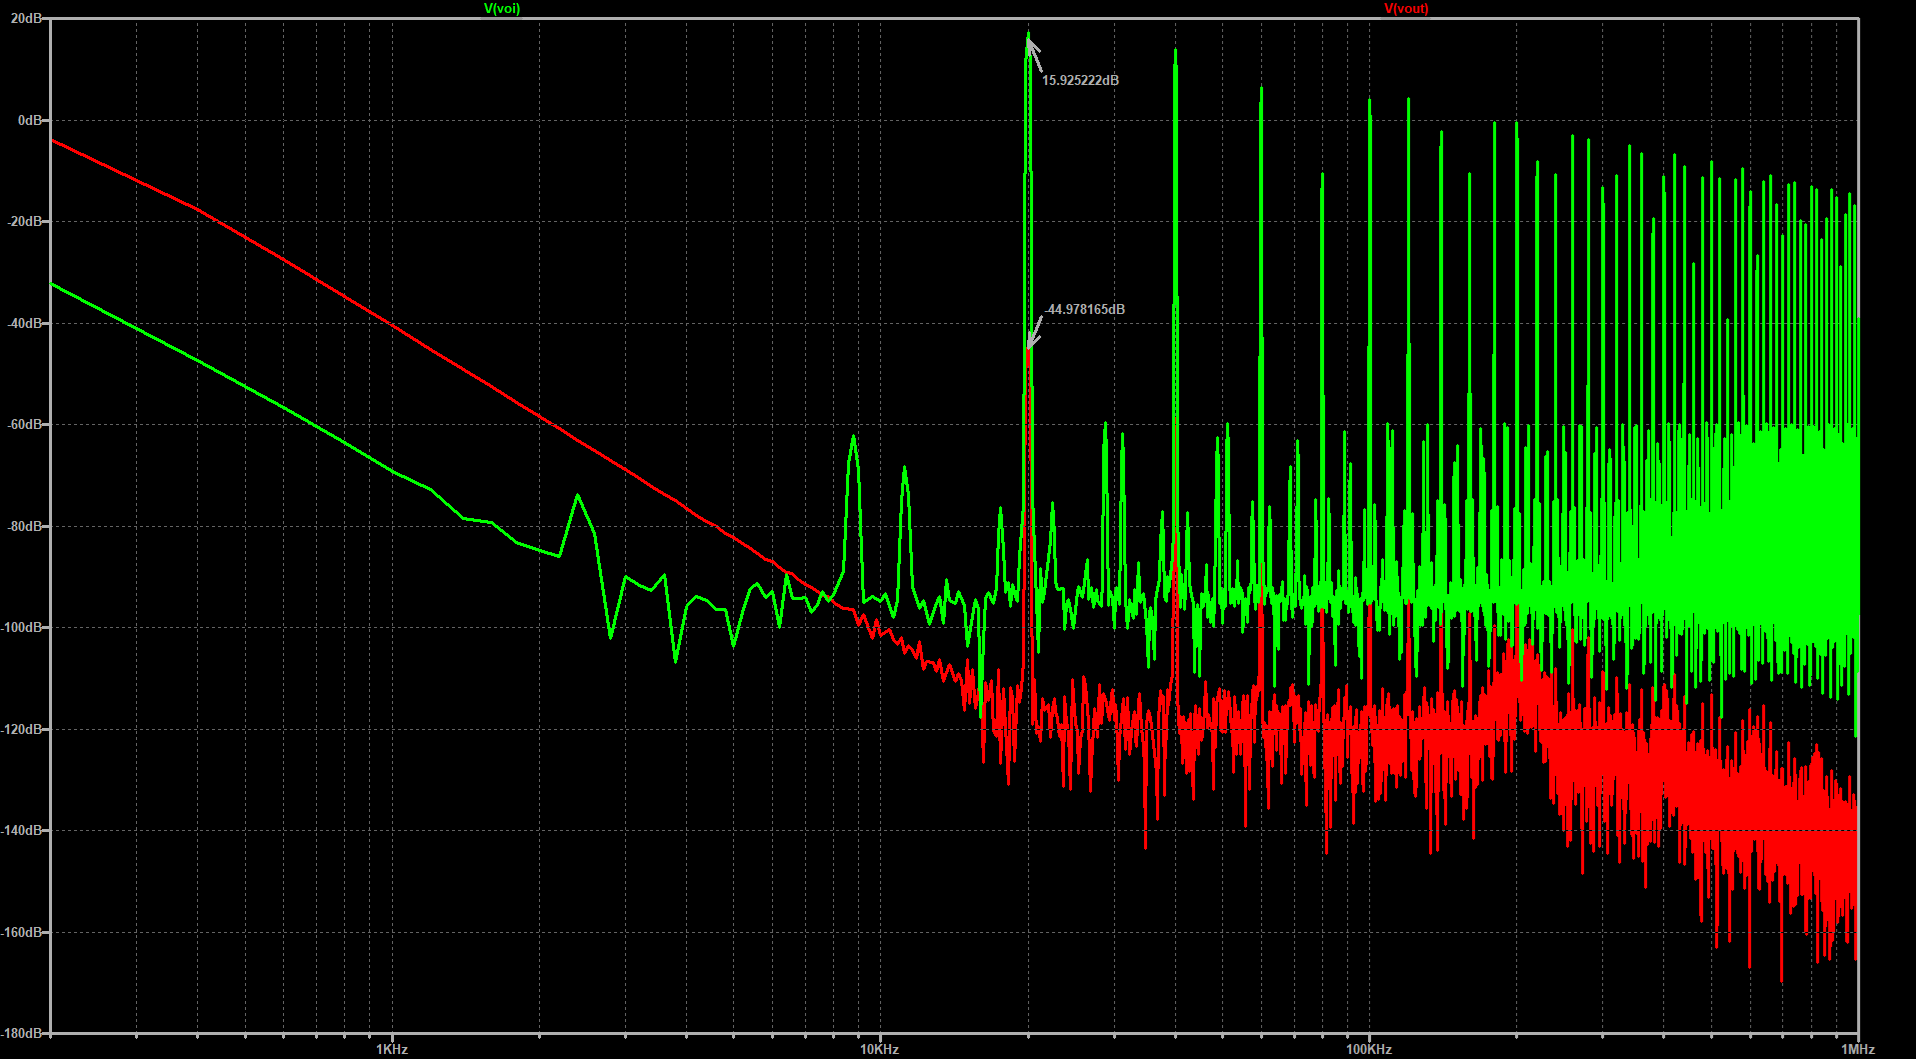 V(voi) V(vout)
20dB
0dB
-20dB
-40dB
-60dB
-80dB
-100dB
-120dB
-140dB
-160dB
-180dB
15.925222dB
-44.978165dB
1KHz 10KHz 100KHz 1MHz